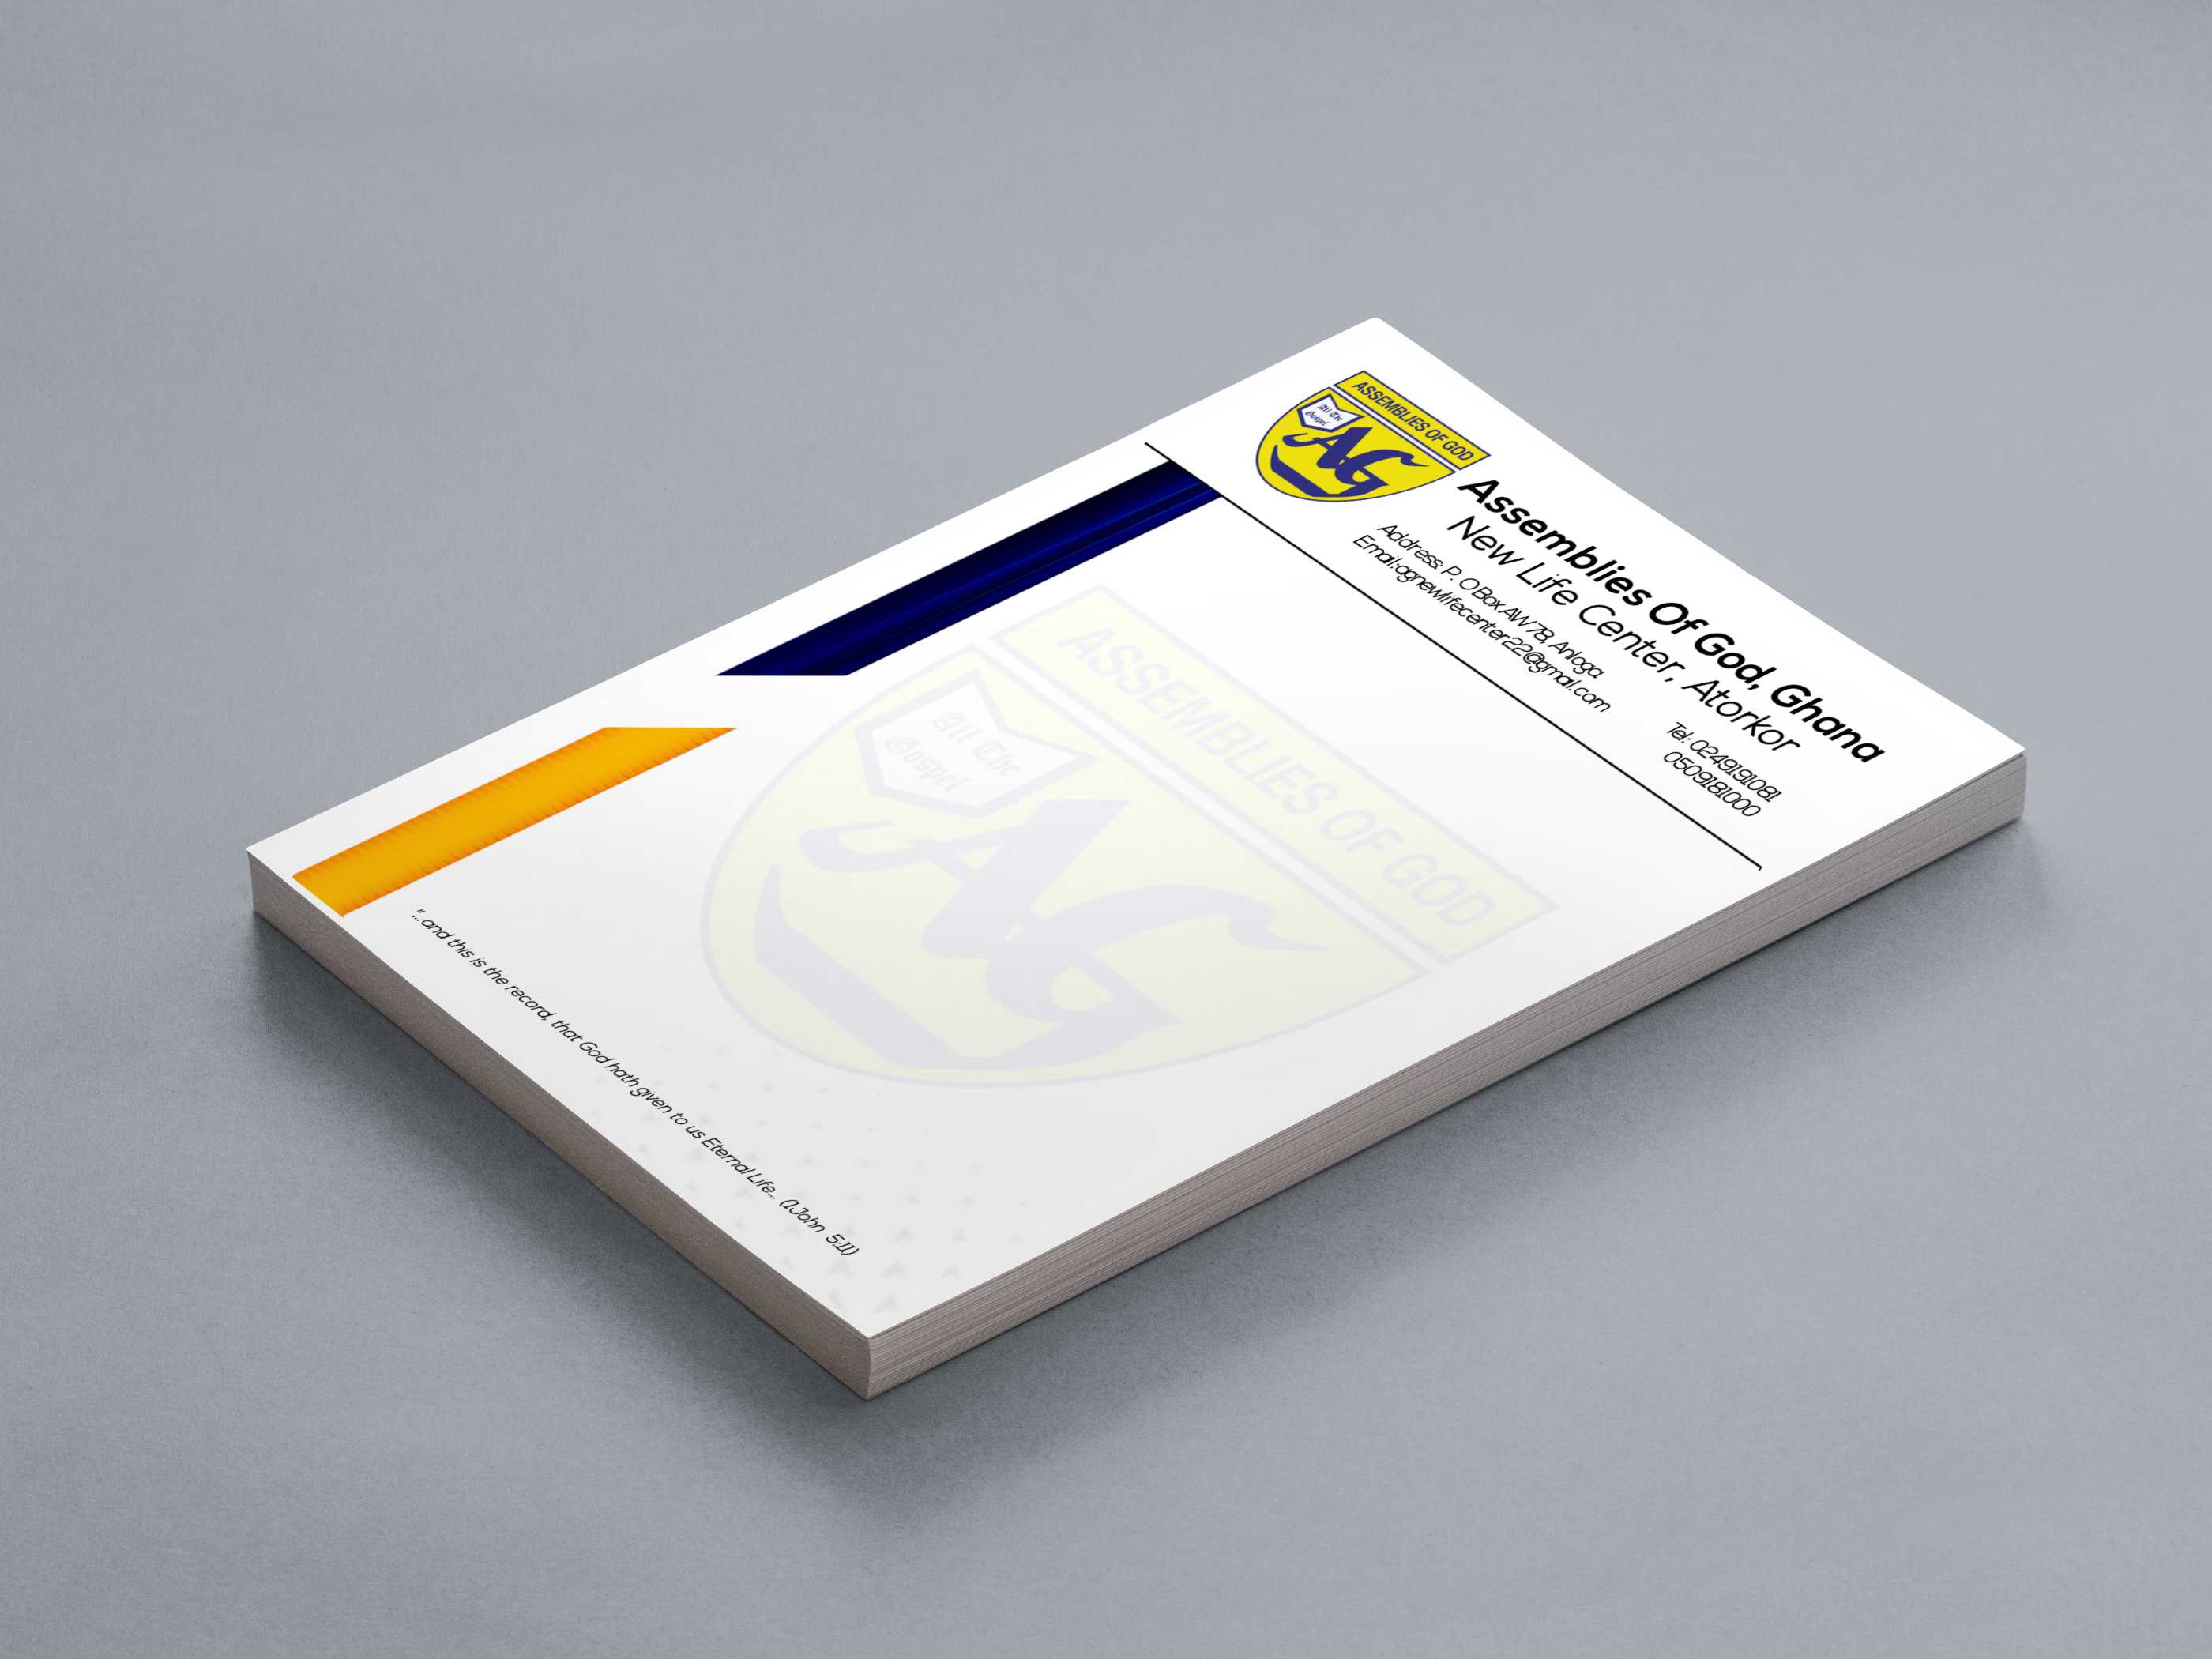 ASSEMBLIES OF GOD
All The
Gospel
AG
Assemblies Of God, Ghana
New Life Center, Atorkor
Address: P. O Box AW 78, Anloga
Email:agnewlifecenter22@gmail.com
Tel: 0249191081
0509181000
ASSEMBLIES OF GOD
All The
Gospel
AG
"...and this is the record, that God hath given to us Eternal Life... (1John 5:11)